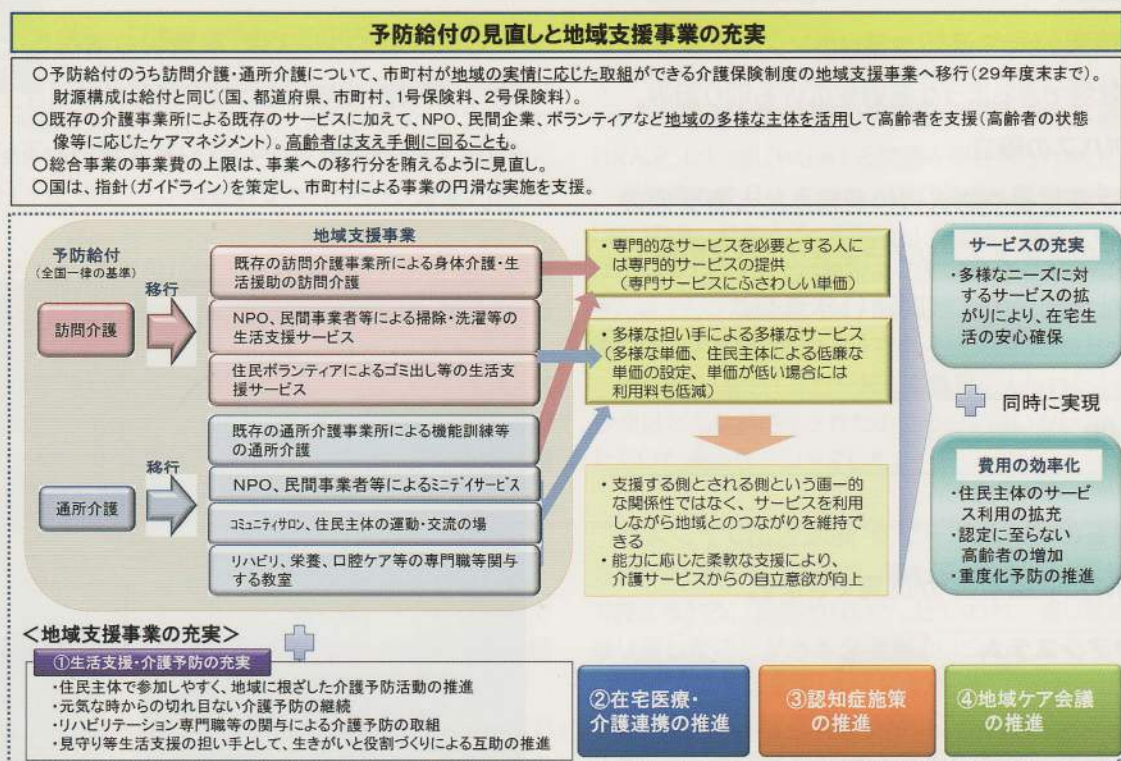 予防給付の見直しと地域支援事業の充実
○予防給付のうち訪問介護・通所介護について、市町村が地域の実情に応じた取組ができる介護保険制度の地域支援事業へ移行(29年度末まで)。
財源構成は給付と同じ(国、都道府県、市町村、1号保険料、2号保険料)。
○既存の介護事業所による既存のサービスに加えて、NPO、民間企業、ボランティアなど地域の多様な主体を活用して高齢者を支援(高齢者の状態
像等に応じたケアマネジメント)。高齢者は支え手側に回ることも。
○総合事業の事業費の上限は、事業への移行分を賄えるように見直し。
○国は、指針(ガイドライン)を策定し、市町村による事業の円滑な実施を支援。
予防給付
(全国一律の基準)
地域支援事業
移行
訪問介護
既存の訪問介護事業所による身体介護・生
活援助の訪問介護
NPO、民間事業者等による掃除・洗濯等の
生活支援サービス
住民ボランティアによるゴミ出し等の生活支
援サービス
移行
通所介護
既存の通所介護事業所による機能訓練等
の通所介護
NPO、民間事業者等によるミニデイサービス
コミュニティサロン、住民主体の運動・交流の場
リハビリ、栄養、口腔ケア等の専門職等関与
する教室
・専門的なサービスを必要とする人に
は専門的サービスの提供
(専門サービスにふさわしい単価)
・多様な担い手による多様なサービス
(多様な単価、住民主体による低廉な
単価の設定、単価が低い場合には
利用料も低減)
・支援する側とされる側という画一的
な関係性ではなく、サービスを利用
しながら地域とのつながりを維持で
きる
・能力に応じた柔軟な支援により、
介護サービスからの自立意欲が向上
サービスの充実
・多様なニーズに対
するサービスの拡
がりにより、在宅生
活の安心確保
同時に実現
費用の効率化
・住民主体のサービ
ス利用の拡充
・認定に至らない
高齢者の増加
・重度化予防の推進
<地域支援事業の充実>
①生活支援・介護予防の充実
・住民主体で参加しやすく、地域に根ざした介護予防活動の推進
・元気な時からの切れ目ない介護予防の継続
・リハビリテーション専門職等の関与による介護予防の取組
・見守り等生活支援の担い手として、生きがいと役割づくりによる互助の推進
②在宅医療・
介護連携の推進
③認知症施策
の推進
④地域ケア会議
の推進